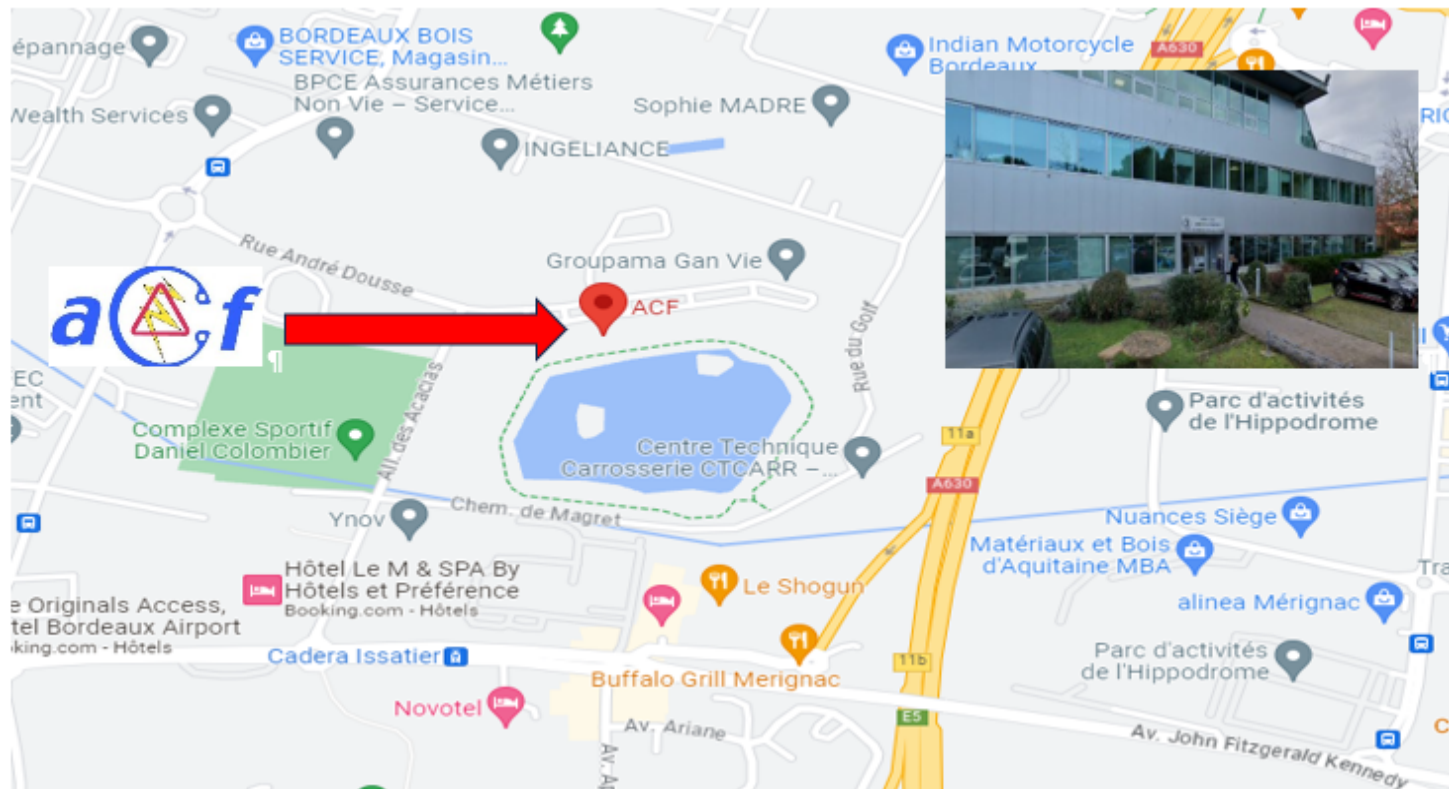 épannage
BORDEAUX BOIS
SERVICE, Magasin...
BPCE Assurances Métiers
Non Vie – Service...
Wealth Services
Sophie MADRE
INGELIANCE
Indian Motorcycle
Bordeaux
A630
Rue André Dousse
Groupama Gan Vie
ACF
aCf
Rue du Golf
All. des Acacias
Complexe Sportif
Daniel Colombier
Centre Technique
Carrosserie CTCARR – ...
11a
A630
Parc d'activités
de l'Hippodrome
Chem. de Magret
Ynov
Nuances Siège
Matériaux et Bois
d'Aquitaine MBA
Hôtel Le M & SPA By
Hôtels et Préférence
Booking.com - Hôtels
Le Shogun
alinea Mérignac
e Originals Access,
tel Bordeaux Airport
king.com - Hôtels
Cadera Issatier
Buffalo Grill Merignac
11b
Parc d'activités
de l'Hippodrome
Novotel
E5
Av. Ariane
Av. John Fitzgerald Kennedy